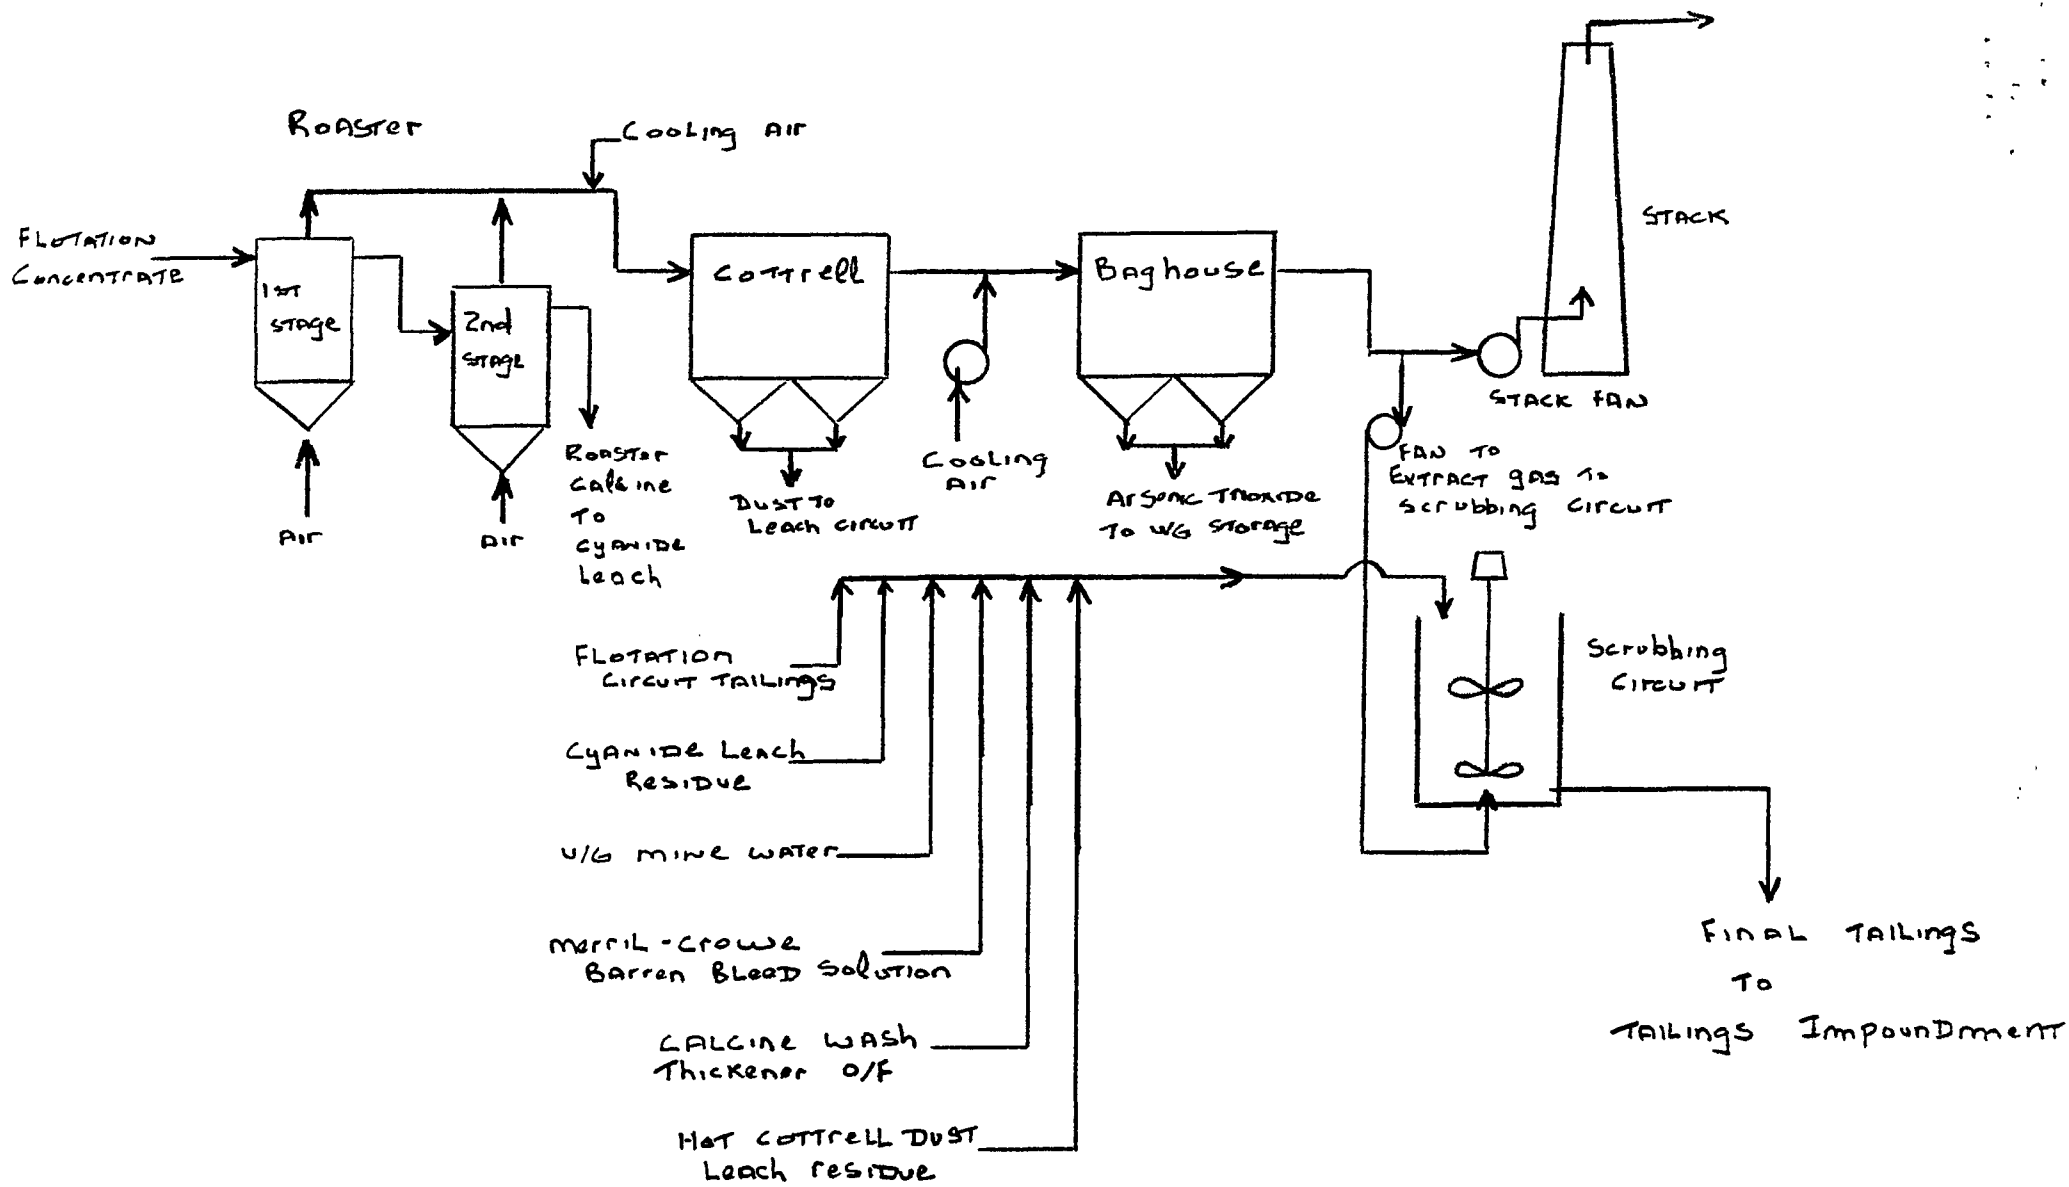 Roaster
Cooling Air
STACK
Flotation
Concentrate
1st
Stage
2nd
Stage
Cottrell
Baghouse
Stack Fan
Air
Air
Roaster
Calcine
To
Cyanide
Leach
Dust To
Leach Circuit
Cooling
Air
To U/G Storage
Fan To
Extract gas To
Scrubbing Circuit
Flotation
Circuit Tailings
Scrubbing
Circuit
Cyanide Leach
Residue
U/G Mine Water
Merril-Crowe
Barren Bleed Solution
Final Tailings
To
Tailings Impoundment
Calcine Wash
Thickener O/F
Hot Cottrell Dust
Leach residue